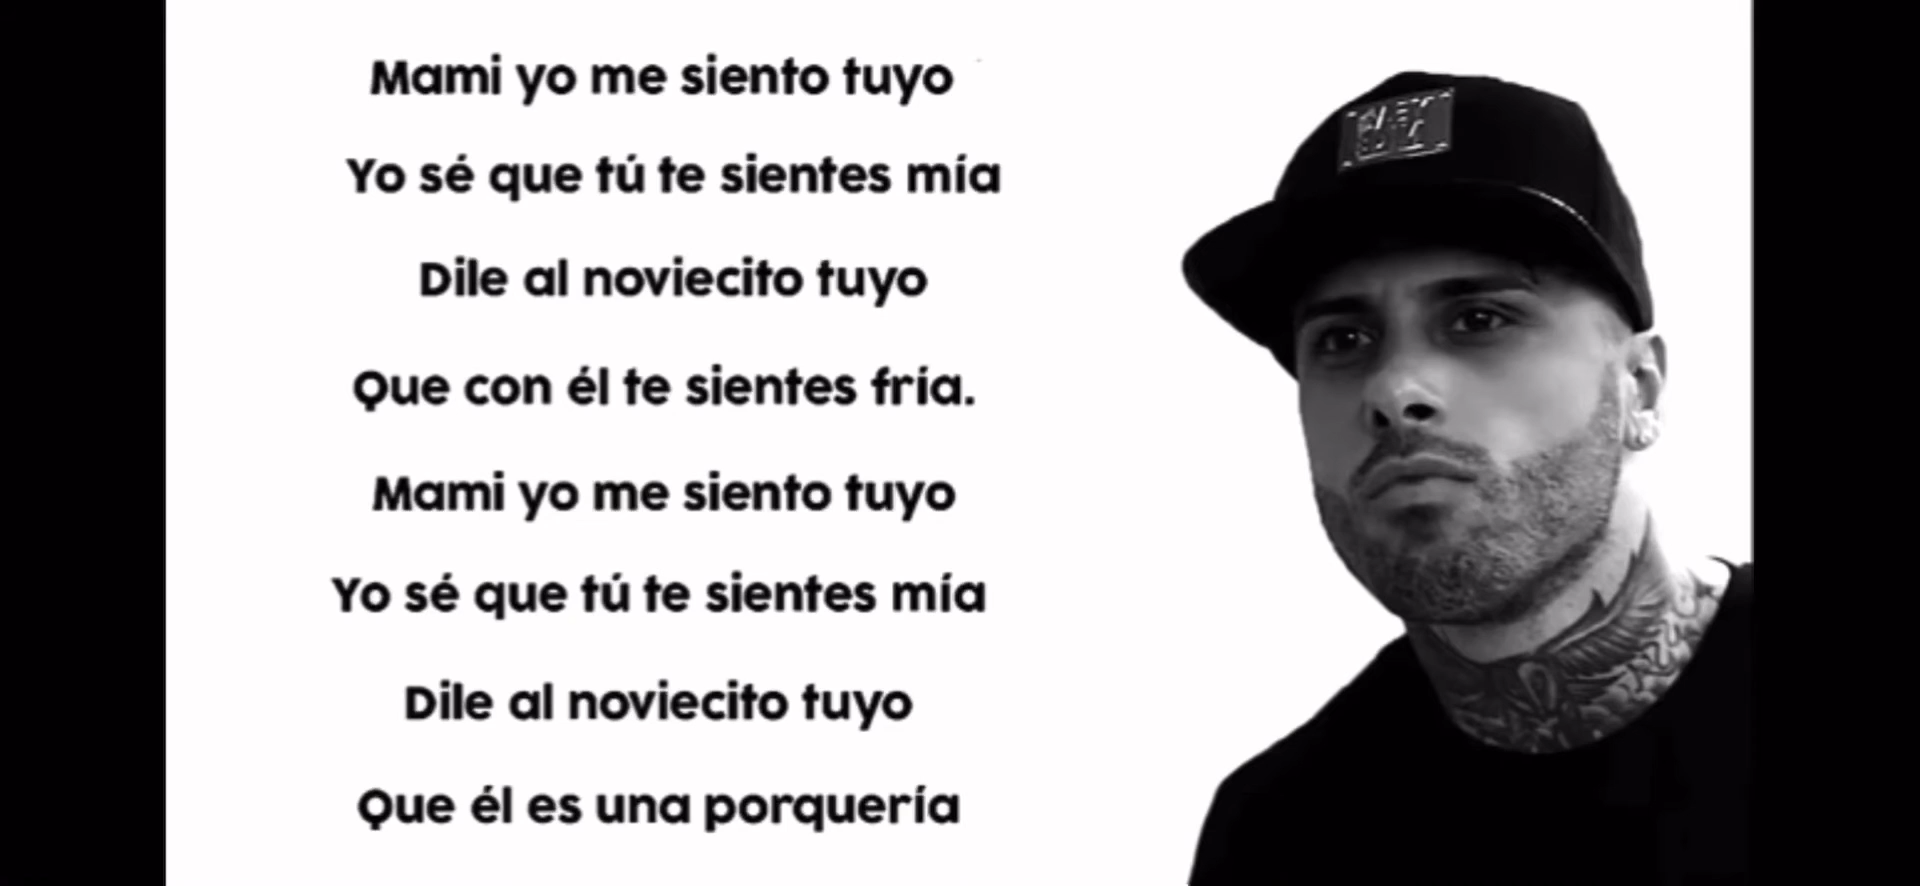 Mami yo me siento tuyo
Yo sé que tú te sientes mía
Dile al noviecito tuyo
Que con él te sientes fría.
Mami yo me siento tuyo
Yo sé que tú te sientes mía
Dile al noviecito tuyo
Que él es una porquería